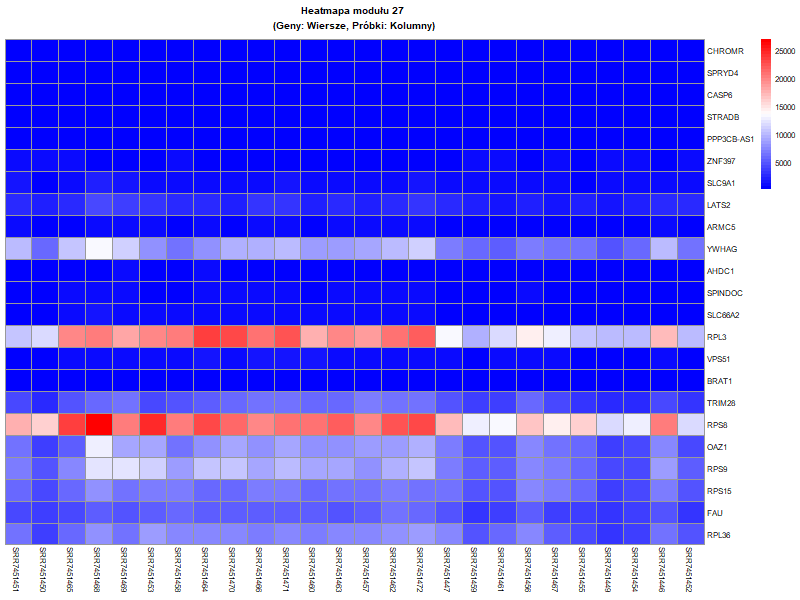 Heatmapa modułu 27
(Geny: Wiersze, Próbki: Kolumny)
CHROMR
SPRYD4
CASP6
STRADB
PPP3CB-AS1
ZNF397
SLC9A1
LATS2
ARMC5
YWHAG
AHDC1
SPINDOC
SLC66A2
RPL3
VPS51
BRAT1
TRIM28
RPS8
OAZ1
RPS9
RPS15
FAU
RPL36
25000
20000
15000
10000
5000
SRR7451451
SRR7451450
SRR7451465
SRR7451468
SRR7451469
SRR7451453
SRR7451458
SRR7451464
SRR7451470
SRR7451466
SRR7451471
SRR7451460
SRR7451463
SRR7451457
SRR7451462
SRR7451472
SRR7451447
SRR7451459
SRR7451461
SRR7451456
SRR7451467
SRR7451455
SRR7451449
SRR7451454
SRR7451446
SRR7451452